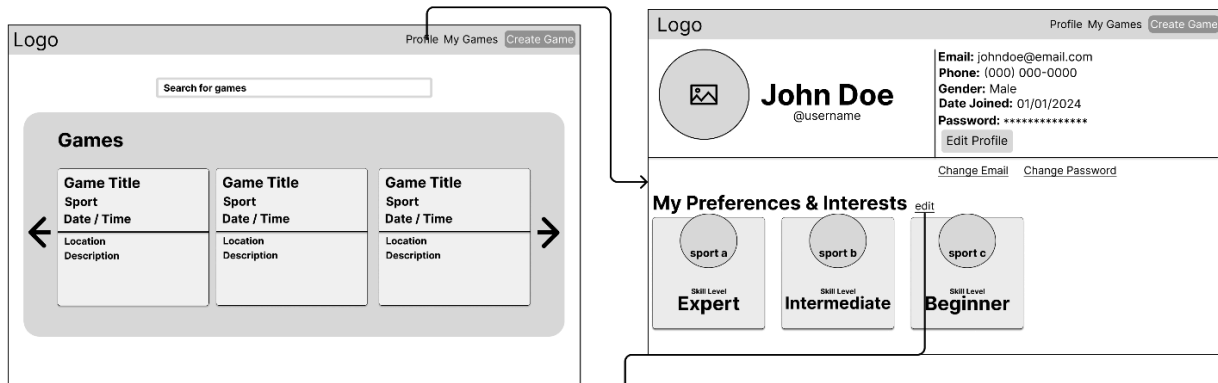 Logo
Profile My Games Create Game
Search for games
Games
Game Title
Sport
Date / Time
Location
Description
Game Title
Sport
Date / Time
Location
Description
Game Title
Sport
Date / Time
Location
Description
Logo
Profile My Games Create Game
John Doe
@username
Email: johndoe@email.com
Phone: (000) 000-0000
Gender: Male
Date Joined: 01/01/2024
Password: **************
Edit Profile
Change Email Change Password
My Preferences & Interests edit
sport a
Skill Level
Expert
sport b
Skill Level
Intermediate
sport c
Skill Level
Beginner